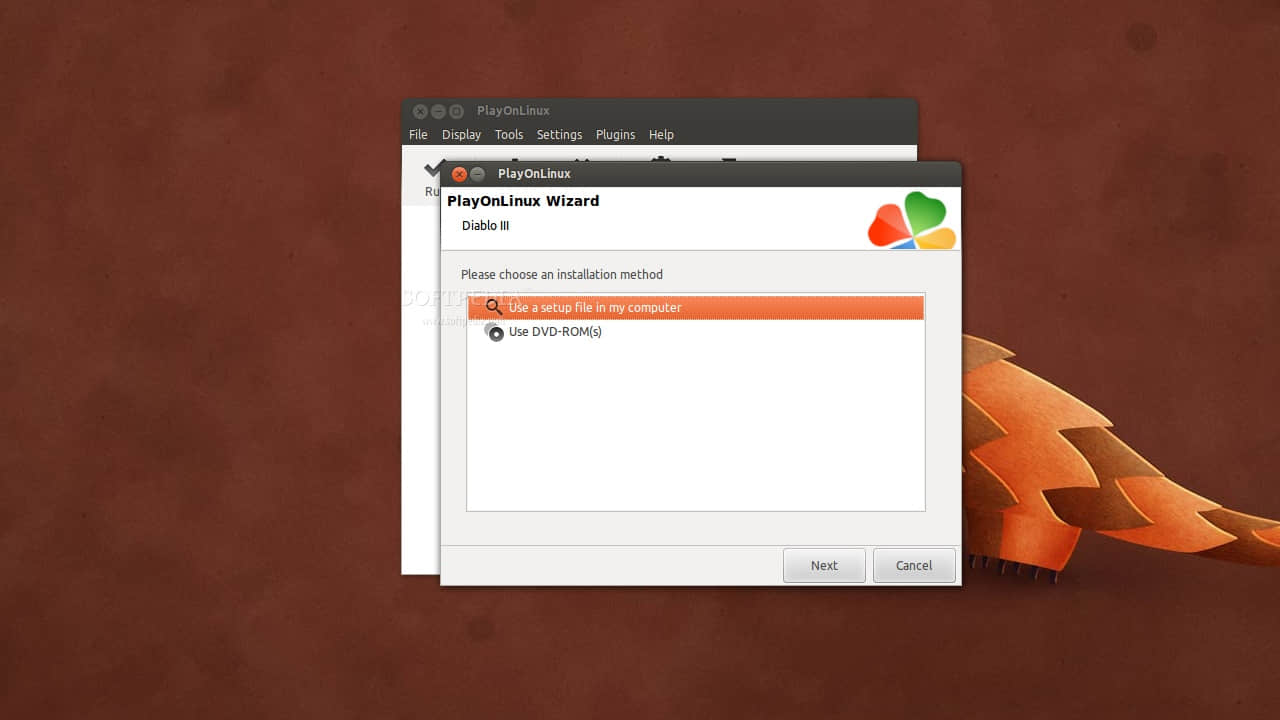 PlayOnLinux
File Display Tools Settings Plugins Help
Ru
PlayOnLinux
PlayOnLinux Wizard
Diablo III
Please choose an installation method
SOFTPEDIA
Use a setup file in my computer
Use DVD-ROM(s)
Next Cancel